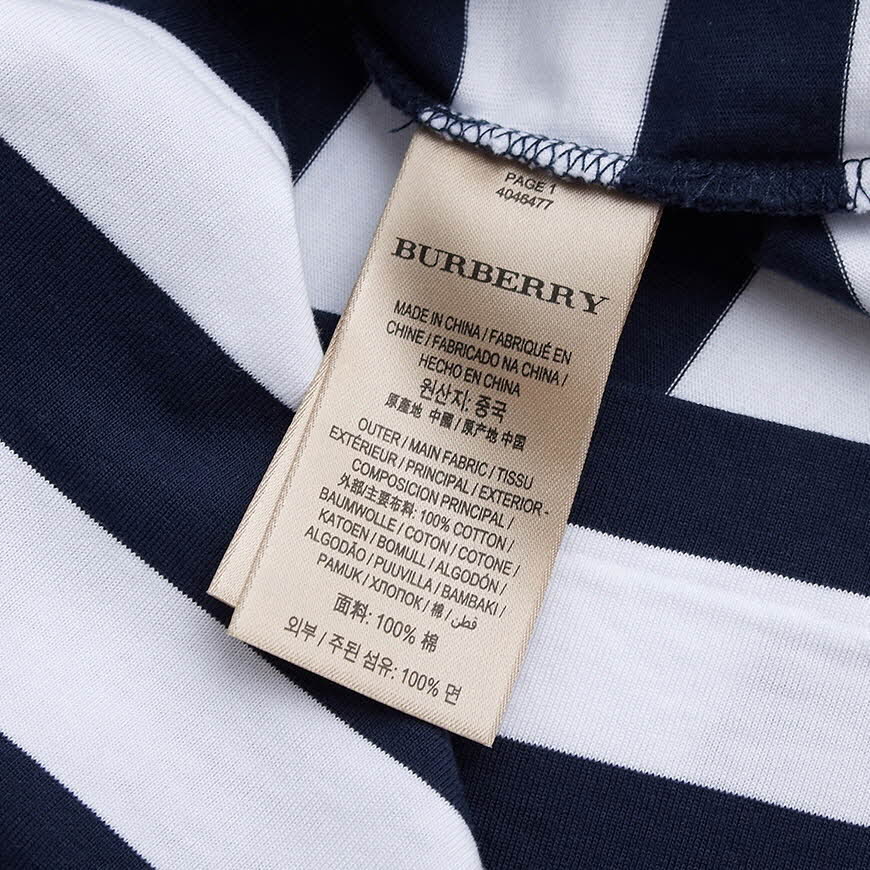 PAGE 1
4046477
BURBERRY
MADE IN CHINA / FABRIQUÉ EN
CHINE / FABRICADO NA CHINA /
HECHO EN CHINA
원산지: 중국
原產地 中國 / 原产地 中国
OUTER / MAIN FABRIC / TISSU
EXTÉRIEUR / PRINCIPAL / EXTERIOR -
COMPOSICION PRINCIPAL /
外部/主要布料: 100% COTTON /
BAUMWOLLE / COTON / COTONE /
KATOEN / BOMULL / ALGODÓN /
ALGODÃO / PUUVILLA / BAMBAKI /
PAMUK / ХЛОПОК / 棉 / قطن
面料: 100% 棉
외부 / 주된 섬유: 100% 면